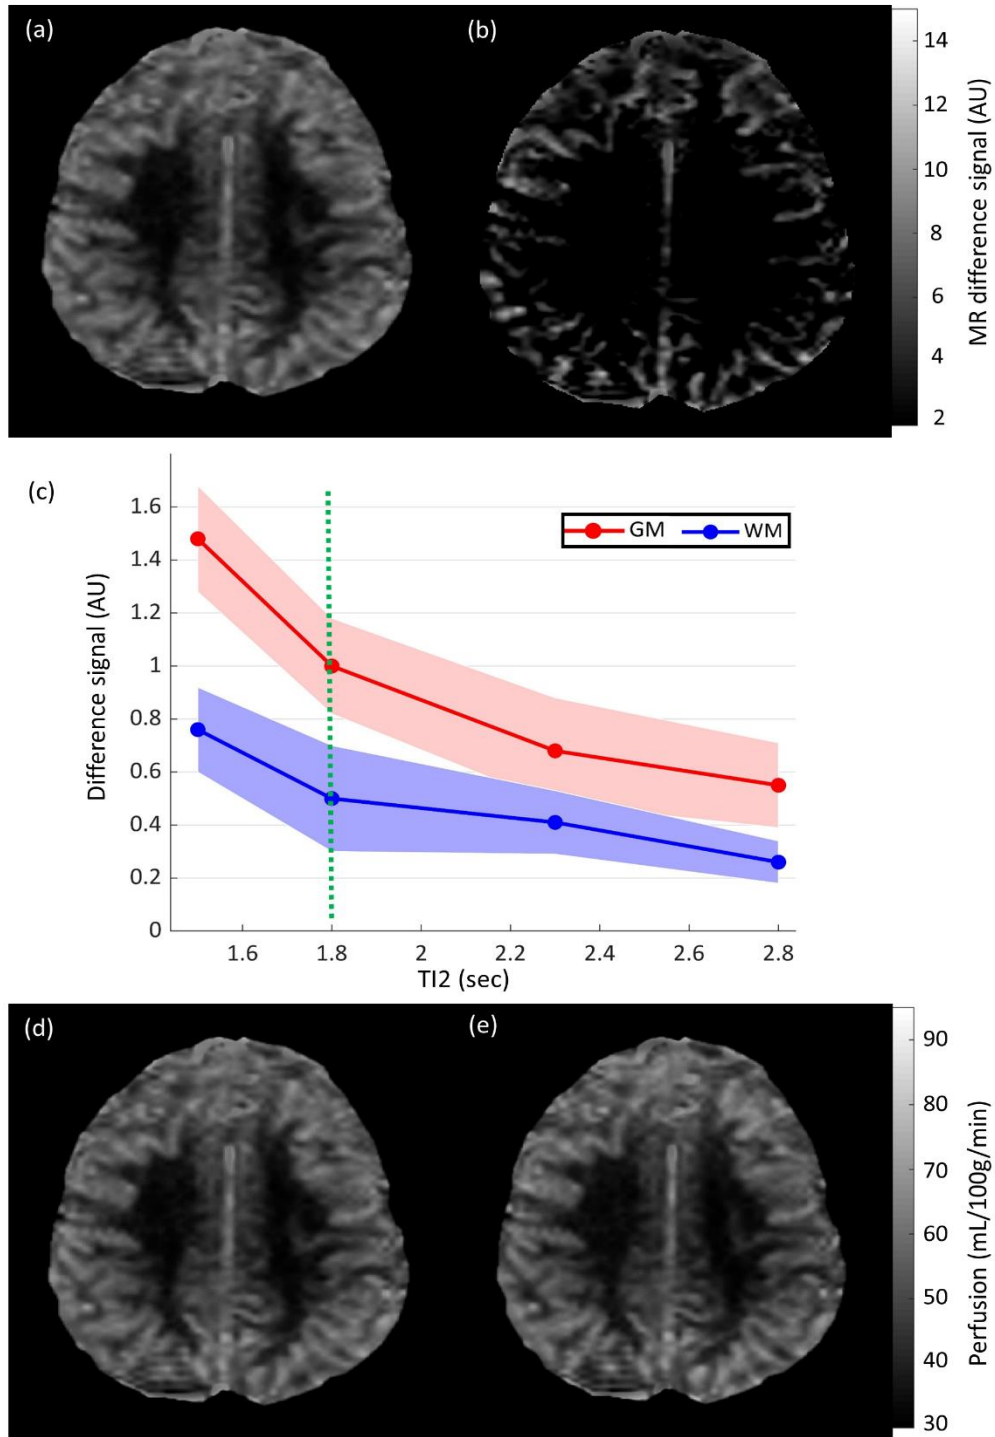 (a)
(b)
14
12
10
8
6
4
2
MR difference signal (AU)
(c)
1.6
1.4
1.2
1
0.8
0.6
0.4
0.2
0
Difference signal (AU)
GM WM
1.6 1.8 2 2.2 2.4 2.6 2.8
TI2 (sec)
(d)
(e)
90
80
70
60
50
40
30
Perfusion (mL/100g/min)